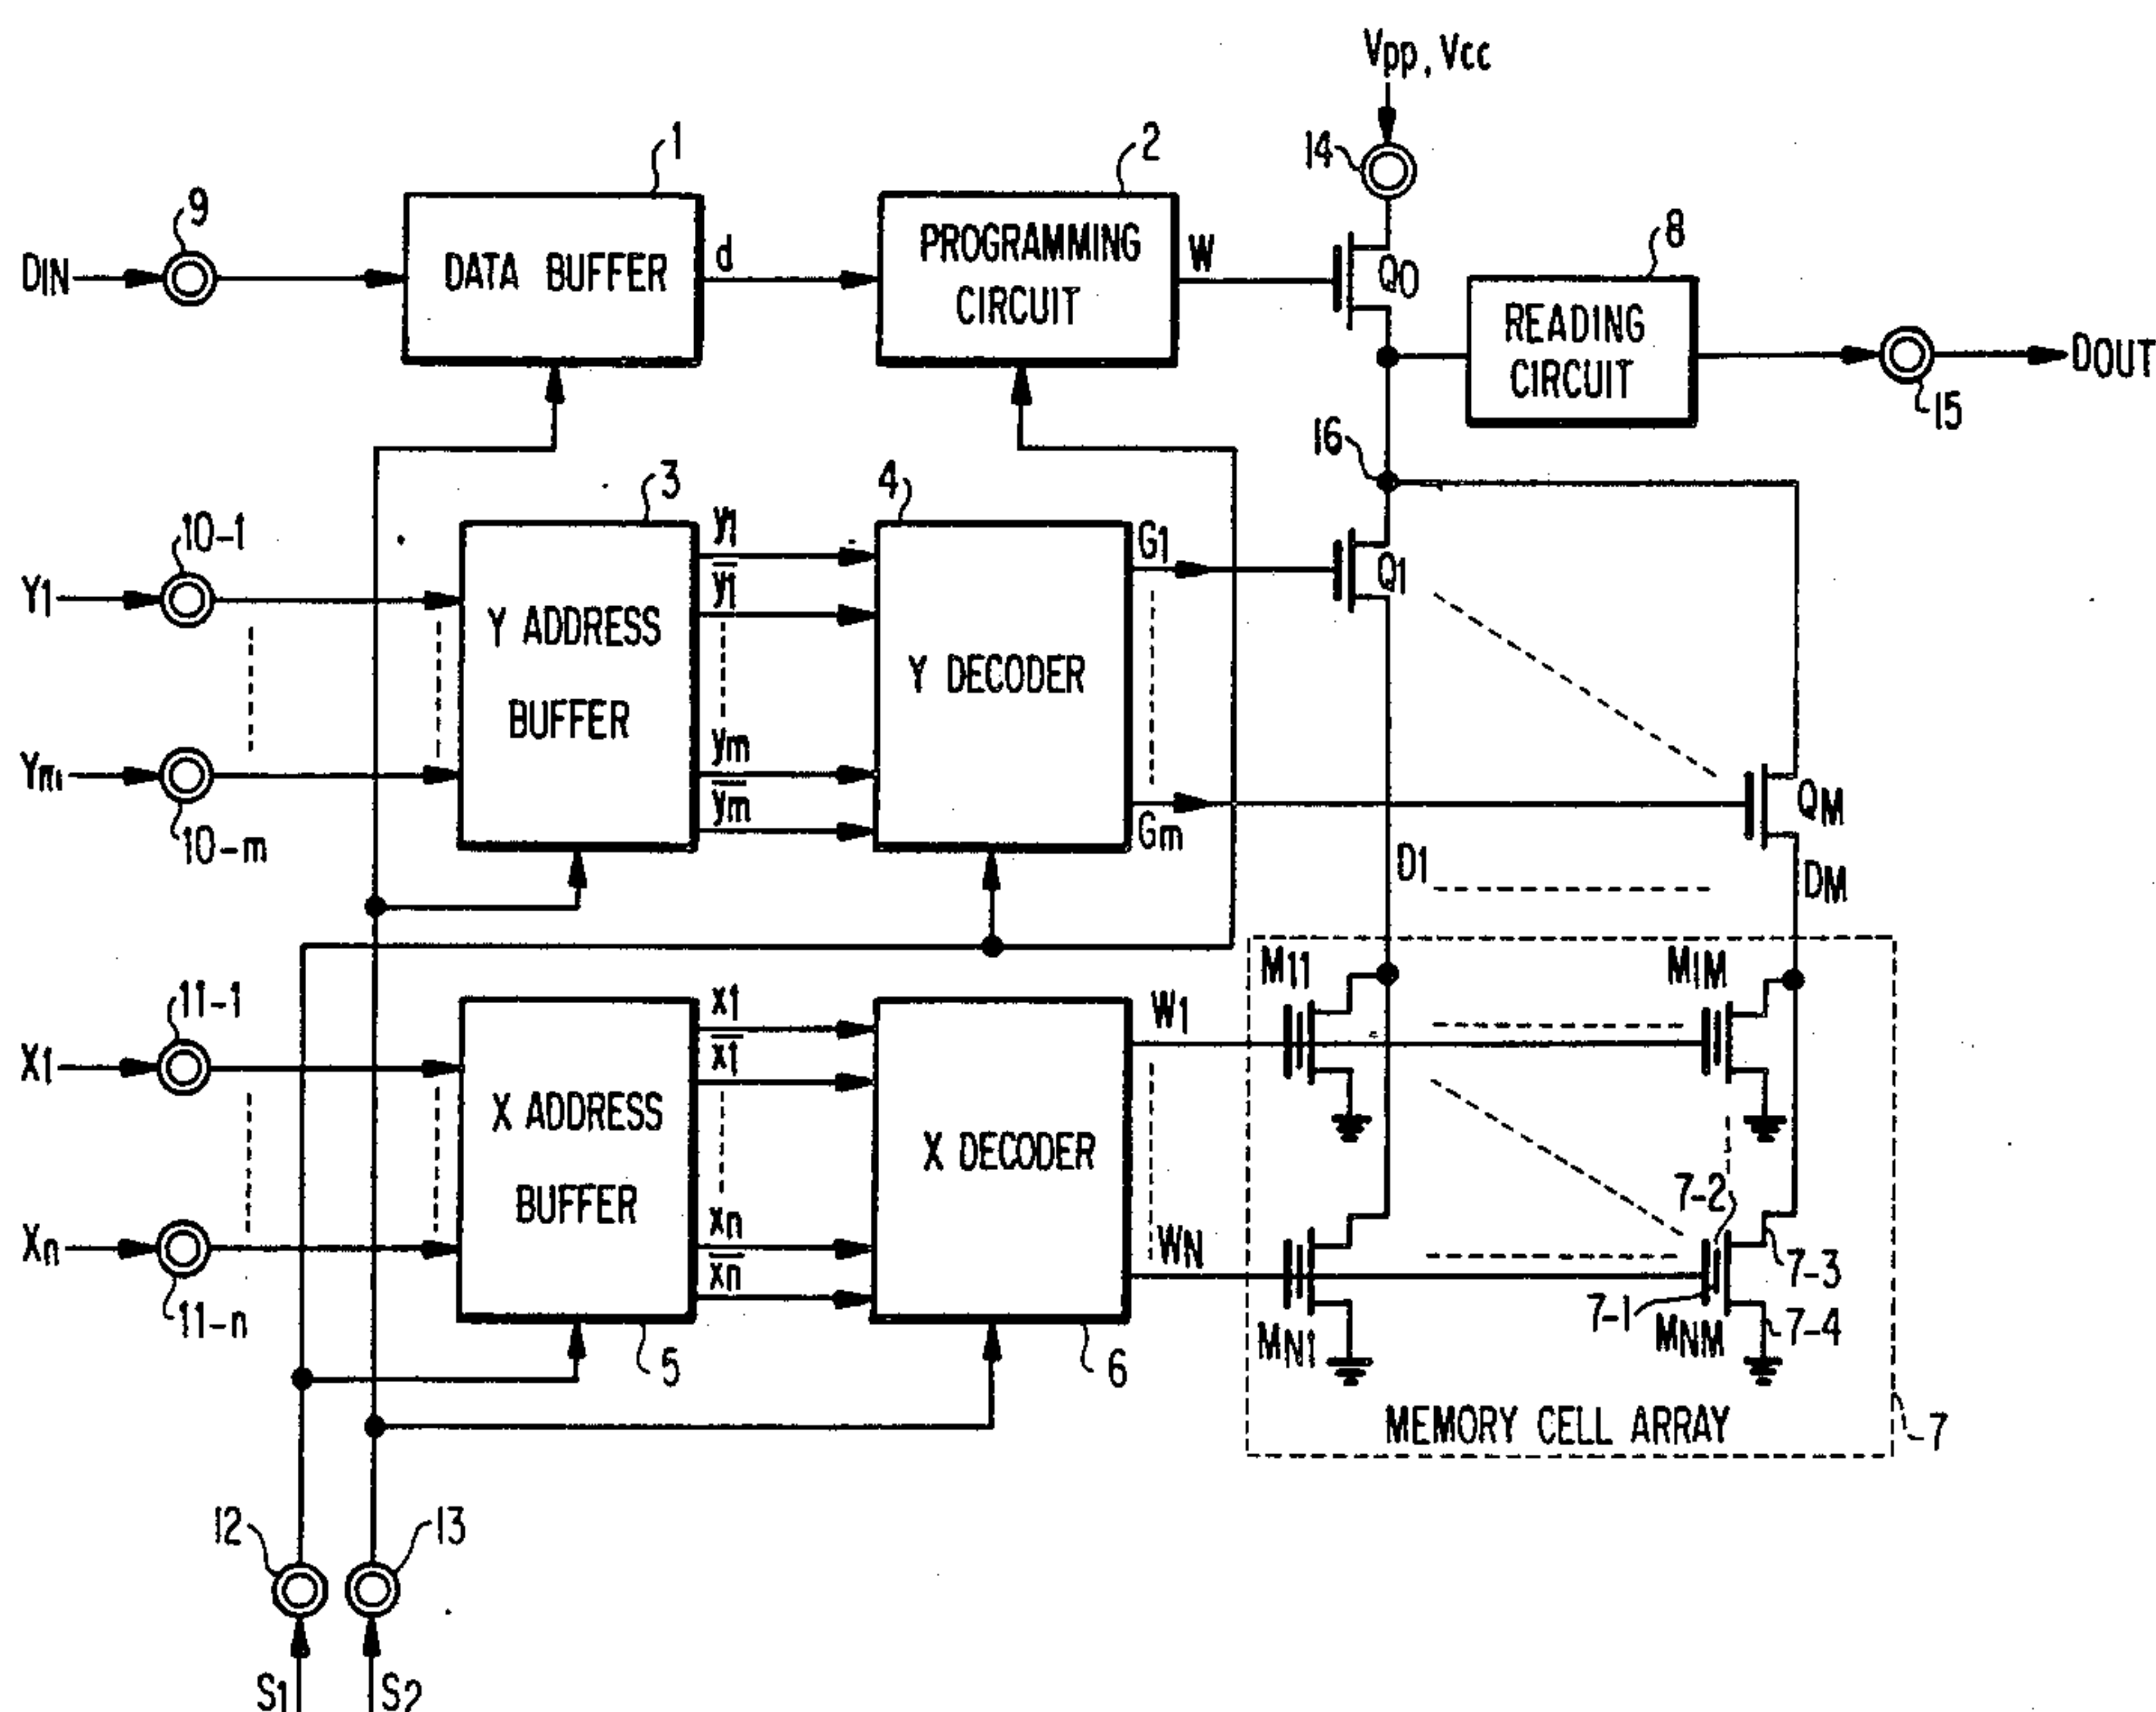 Vpp, Vcc
14
1
2
9
DIN
DATA BUFFER
d
PROGRAMMING
CIRCUIT
W
Q0
8
READING
CIRCUIT
DOUT
15
16
3
4
10-1
Y1
Y ADDRESS
BUFFER
y1
y1
ym
ym
Y DECODER
G1
Gm
Q1
QM
Ym
10-m
D1
DM
11-1
X1
X ADDRESS
BUFFER
x1
x1
xn
xn
X DECODER
W1
WN
M11
M1M
Xn
11-n
5
6
MN1
7-2
7-3
7-1
MNM
7-4
MEMORY CELL ARRAY
7
12
13
S1
S2